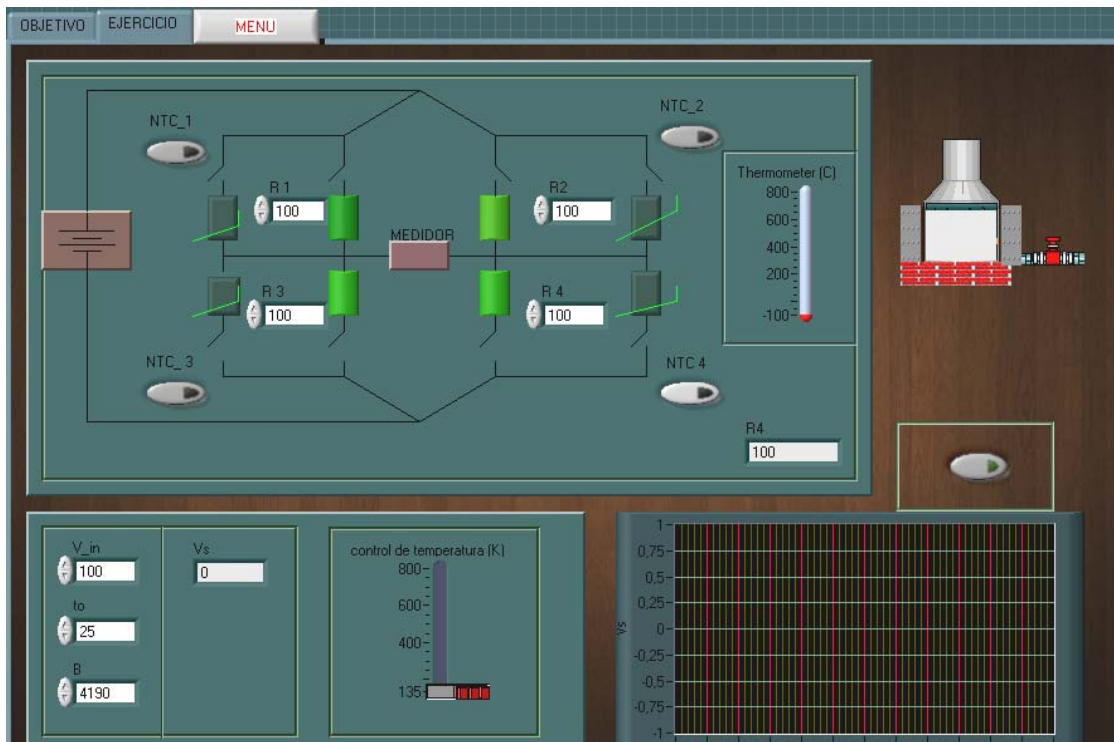 OBJETIVO
EJERCICIO
MENU
NTC_1
NTC_2
R 1
100
R2
100
MEDIDOR
R 3
100
R 4
100
NTC_ 3
NTC 4
Thermometer (C)
800
600
400
200
-100
R4
100
V_in
100
to
25
B
4190
Vs
0
control de temperatura (K)
800
600
400
135
Vs
1
0,75
0,5
0,25
0
-0,25
-0,5
-0,75
-1